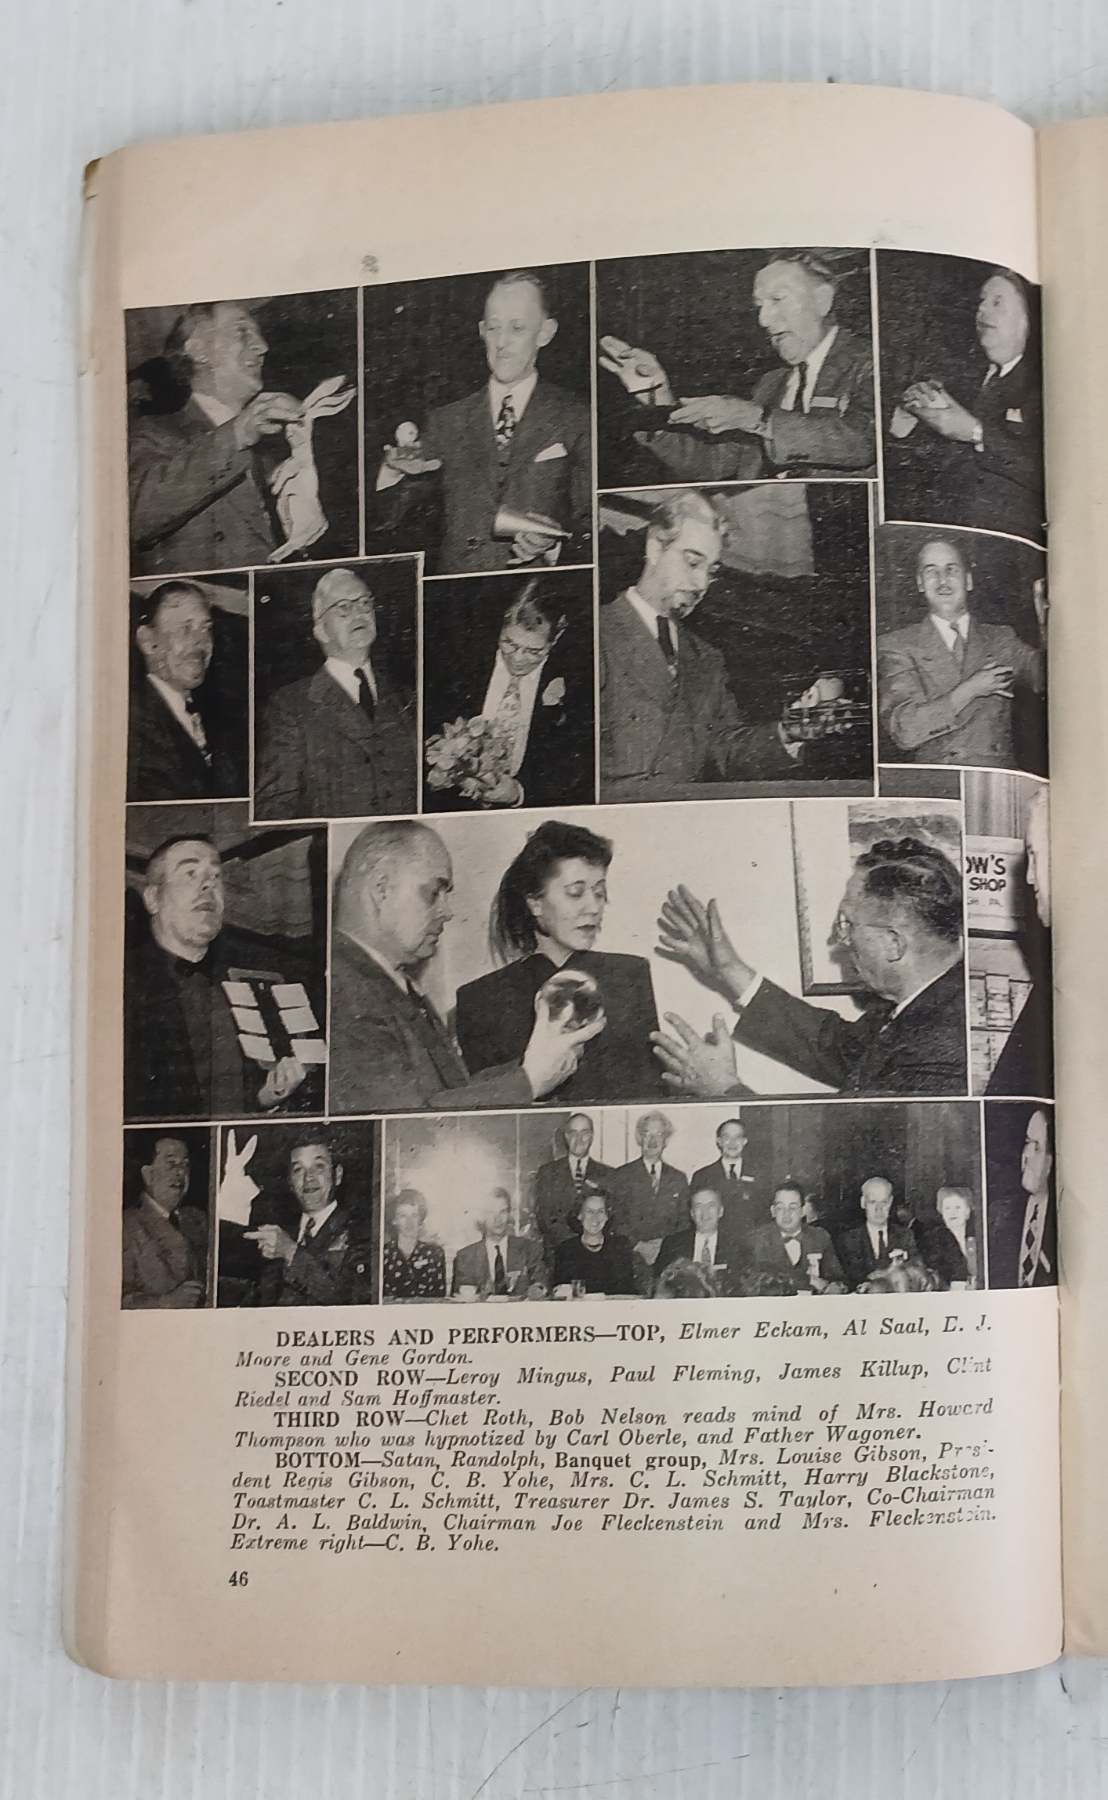 OW'S
SHOP
GH, PA.
DEALERS AND PERFORMERS—TOP, Elmer Eckam, Al Saal, E. J.
Moore and Gene Gordon.
SECOND ROW—Leroy Mingus, Paul Fleming, James Killup, Clint
Riedel and Sam Hoffmaster.
THIRD ROW—Chet Roth, Bob Nelson reads mind of Mrs. Howard
Thompson who was hypnotized by Carl Oberle, and Father Wagoner.
BOTTOM—Satan, Randolph, Banquet group, Mrs. Louise Gibson, Presi-
dent Regis Gibson, C. B. Yohe, Mrs. C. L. Schmitt, Harry Blackstone,
Toastmaster C. L. Schmitt, Treasurer Dr. James S. Taylor, Co-Chairman
Dr. A. L. Baldwin, Chairman Joe Fleckenstein and Mrs. Fleckenstein.
Extreme right—C. B. Yohe.
46